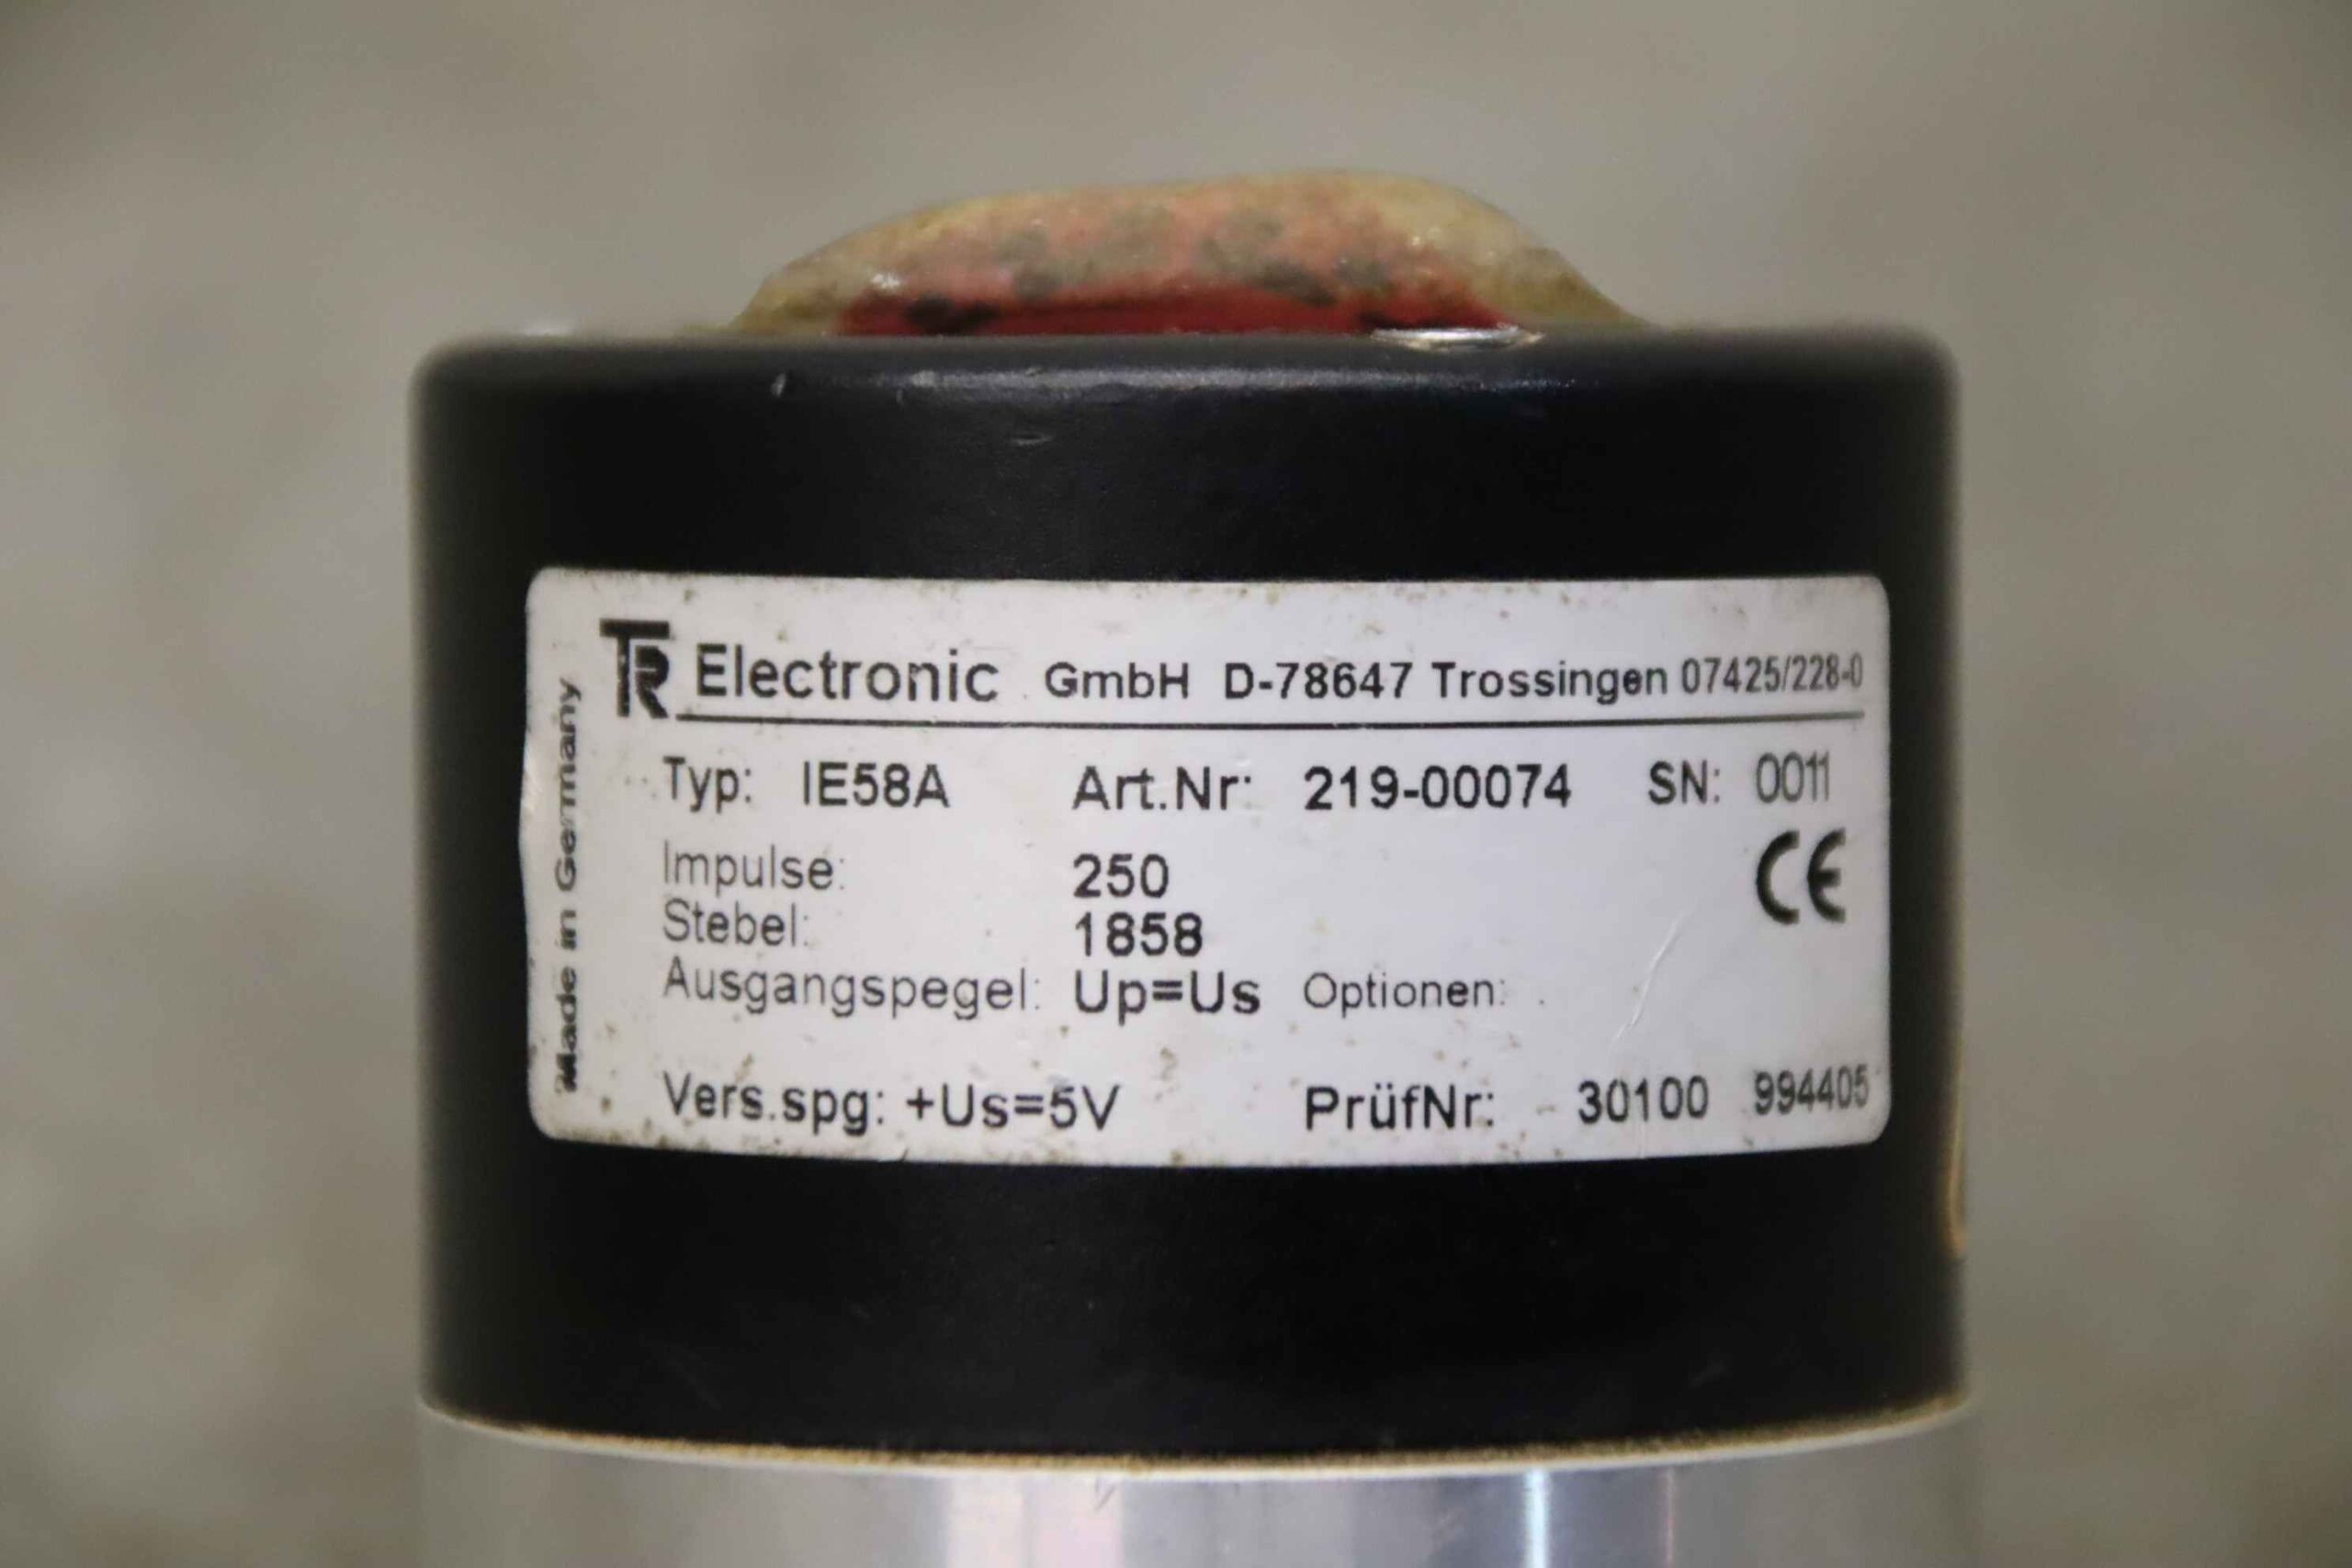 TR Electronic GmbH D-78647 Trossingen 07425/228-0
Typ: IE58A Art.Nr: 219-00074 SN: 0011
Impulse: 250
CE
Stebel: 1858
Ausgangspegel: Up=Us Optionen:
Vers.spg: +Us=5V PrüfNr: 30100 994405
Made in Germany